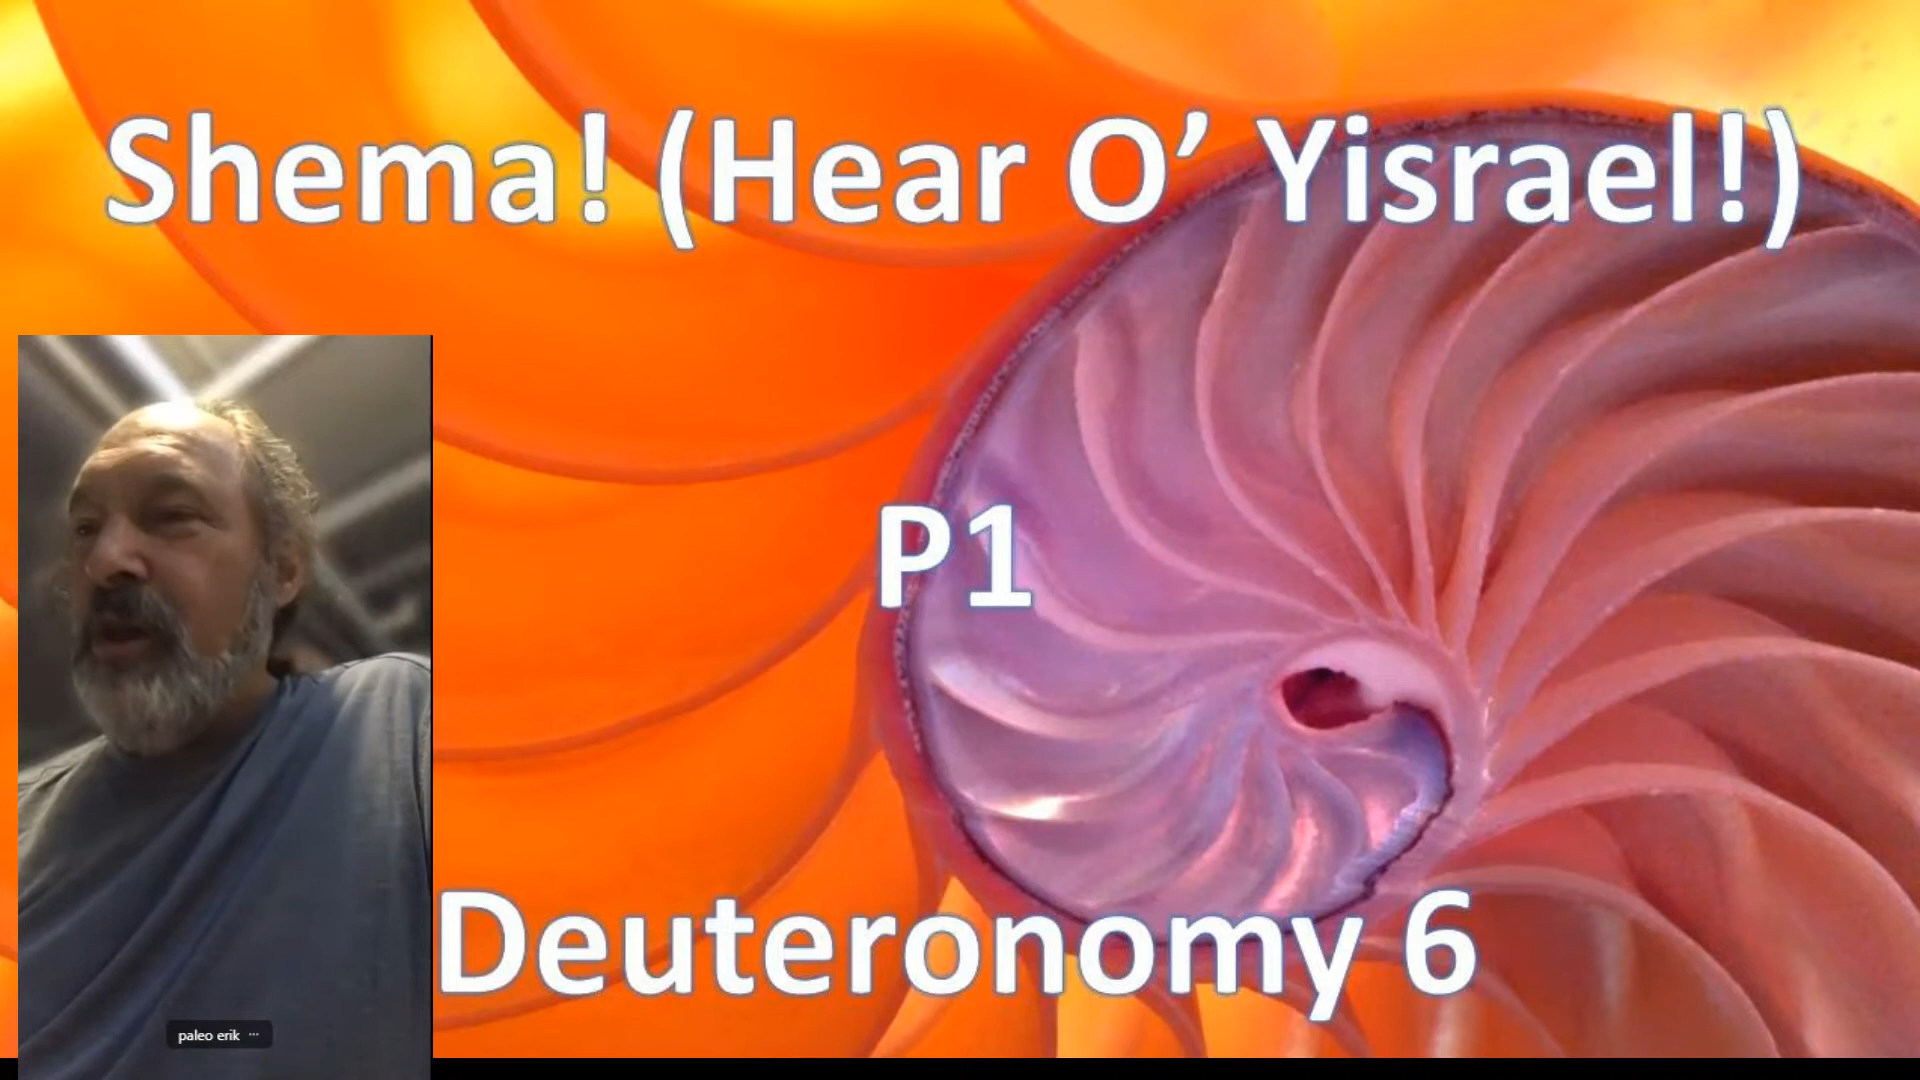 Shema! (Hear O’ Yisrael!)
P1
Deuteronomy 6
paleo erik ...